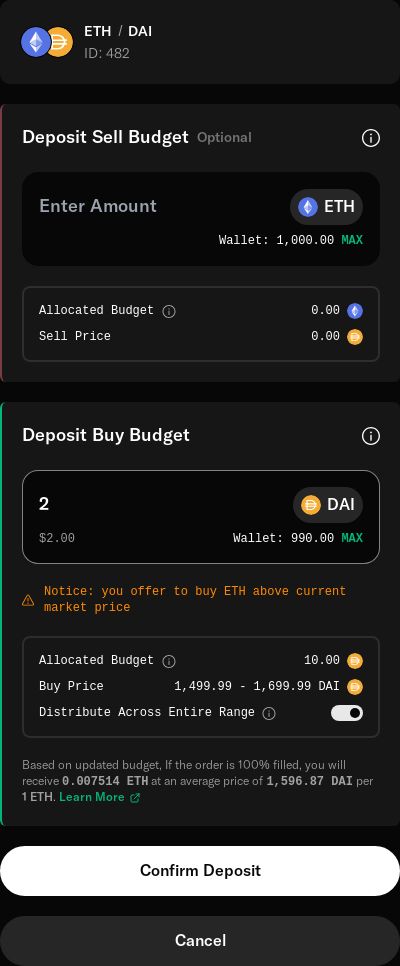 ETH / DAI
ID: 482
Deposit Sell Budget Optional
Enter Amount
ETH
Wallet: 1,000.00 MAX
Allocated Budget 0.00
Sell Price 0.00
Deposit Buy Budget
2
DAI
$2.00 Wallet: 990.00 MAX
Notice: you offer to buy ETH above current
market price
Allocated Budget 10.00
Buy Price 1,499.99 - 1,699.99 DAI
Distribute Across Entire Range
Based on updated budget, If the order is 100% filled, you will
receive 0.007514 ETH at an average price of 1,596.87 DAI per
1 ETH. Learn More
Confirm Deposit
Cancel